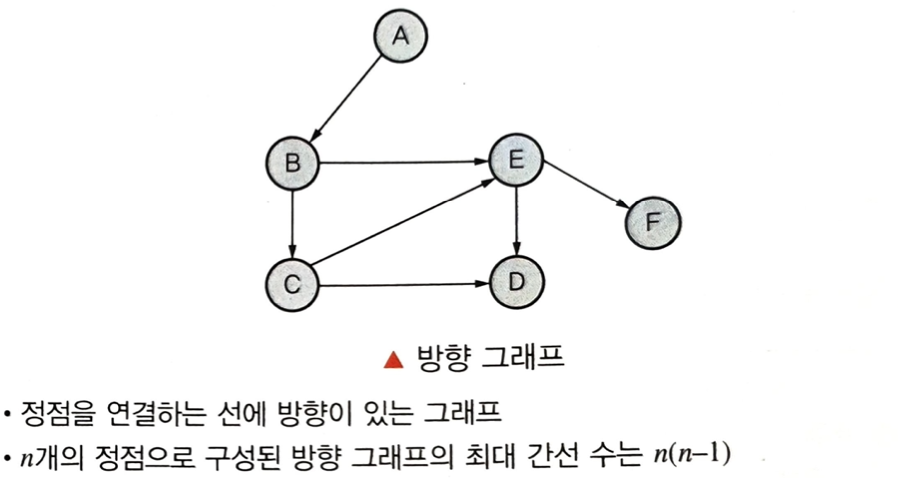 A
B
E
F
C
D
▲ 방향 그래프
• 정점을 연결하는 선에 방향이 있는 그래프
• n개의 정점으로 구성된 방향 그래프의 최대 간선 수는 n(n–1)